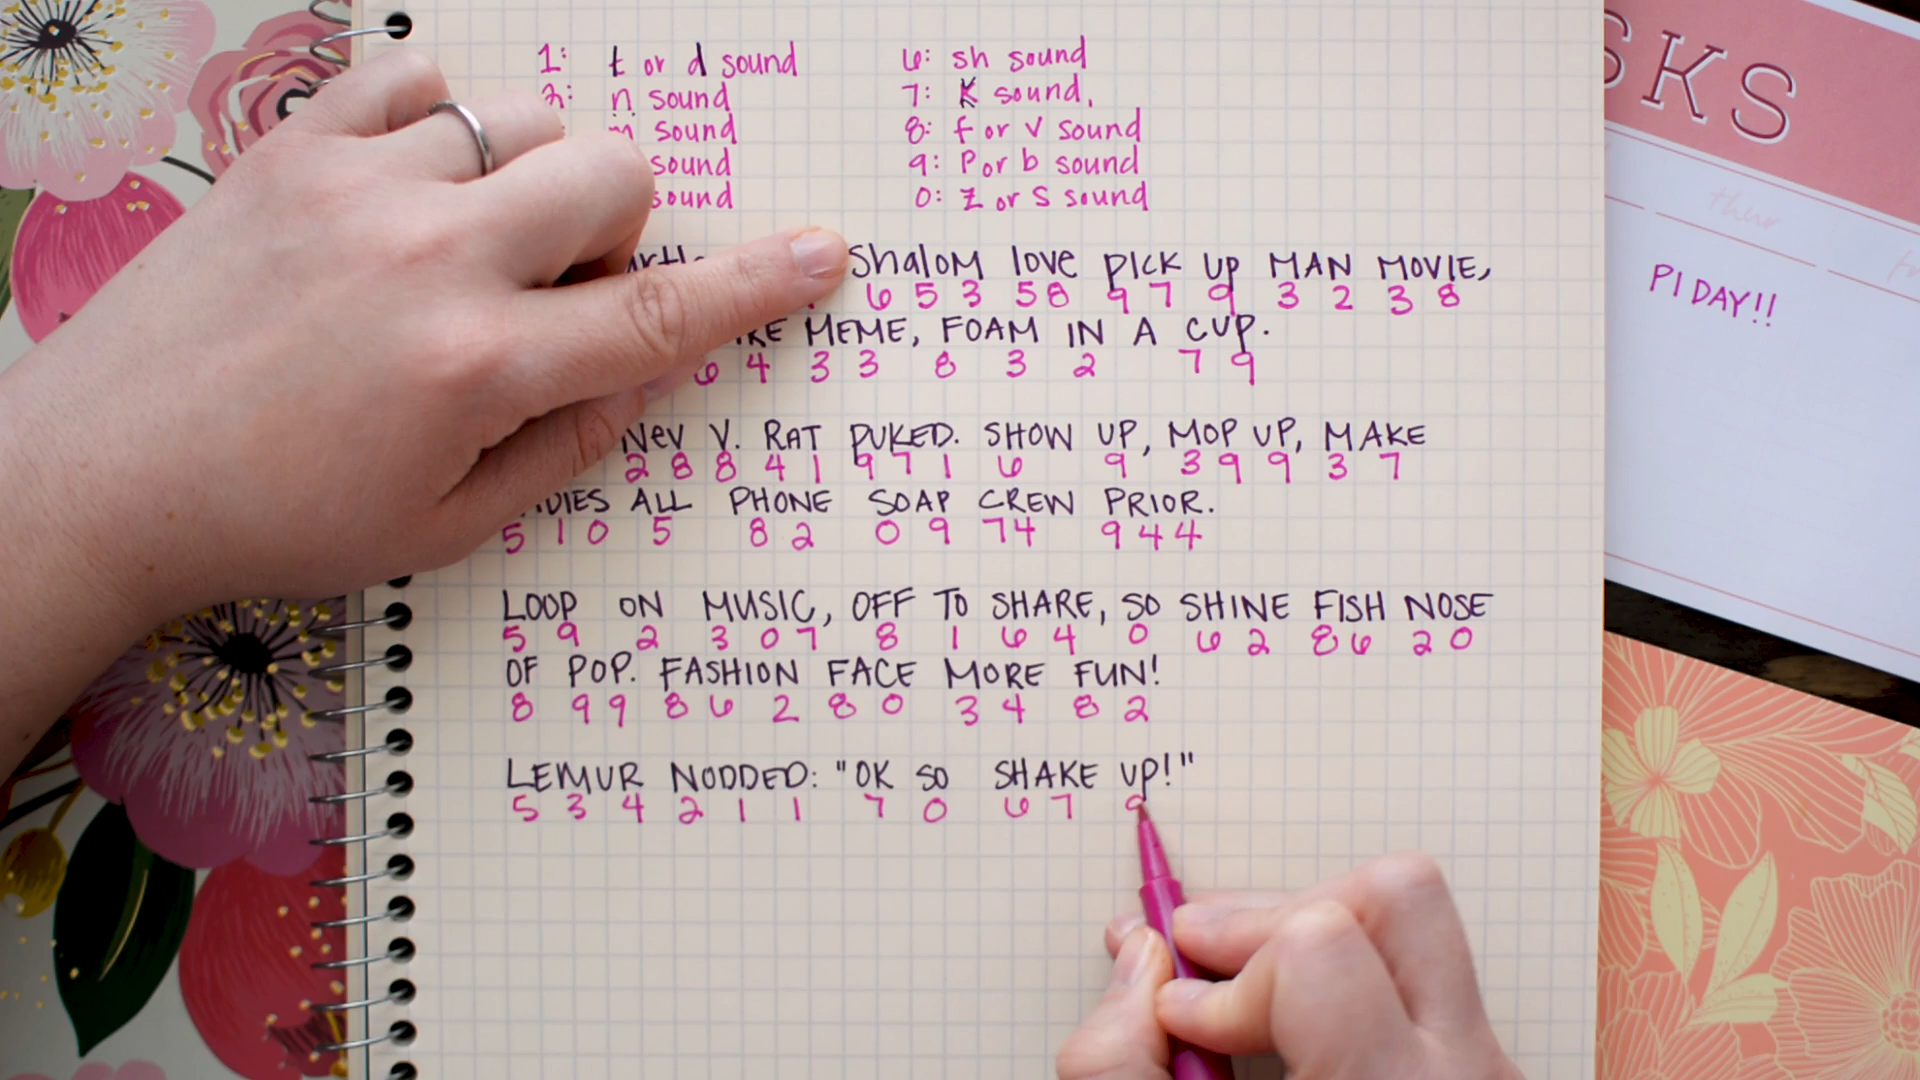 1: t or d sound
2: n sound
m sound
sound
sound
6: sh sound
7: K sound,
8: f or v sound
9: P or b sound
0: Z or S sound
Shalom love PICK UP MAN MOVIE,
6 5 3 5 8 9 7 9 3 2 3 8
MEME, FOAM IN A CUP.
6 4 3 3 8 3 2 7 9
Nev V. RAT PUKED. SHOW UP, MOP UP, MAKE
2 8 8 4 1 9 7 1 6 9 3 9 9 3 7
ALL PHONE SOAP CREW PRIOR.
5 1 0 5 8 2 0 9 7 4 9 4 4
LOOP ON MUSIC, OFF TO SHARE, SO SHINE FISH NOSE
5 9 2 3 0 7 8 1 6 4 0 6 2 8 6 2 0
OF POP. FASHION FACE MORE FUN!
8 9 9 8 6 2 8 0 3 4 8 2
LEMUR NODDED: "OK SO SHAKE UP!"
5 3 4 2 1 1 7 0 6 7 9
SKS
thur
PI DAY!!